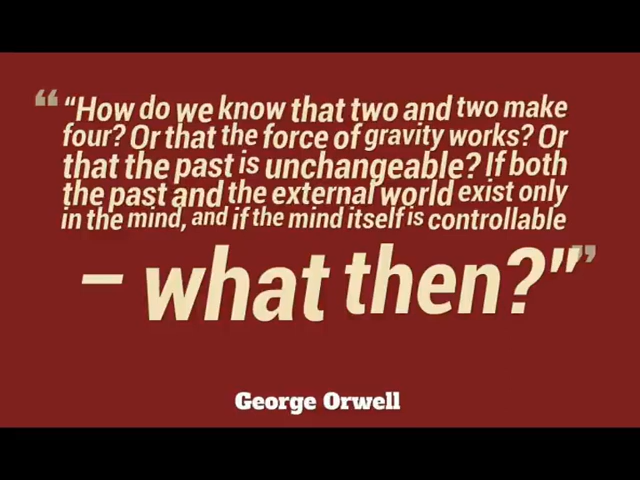 “ “How do we know that two and two make
four? Or that the force of gravity works? Or
that the past is unchangeable? If both
the past and the external world exist only
in the mind, and if the mind itself is controllable
– what then?” ”
George Orwell